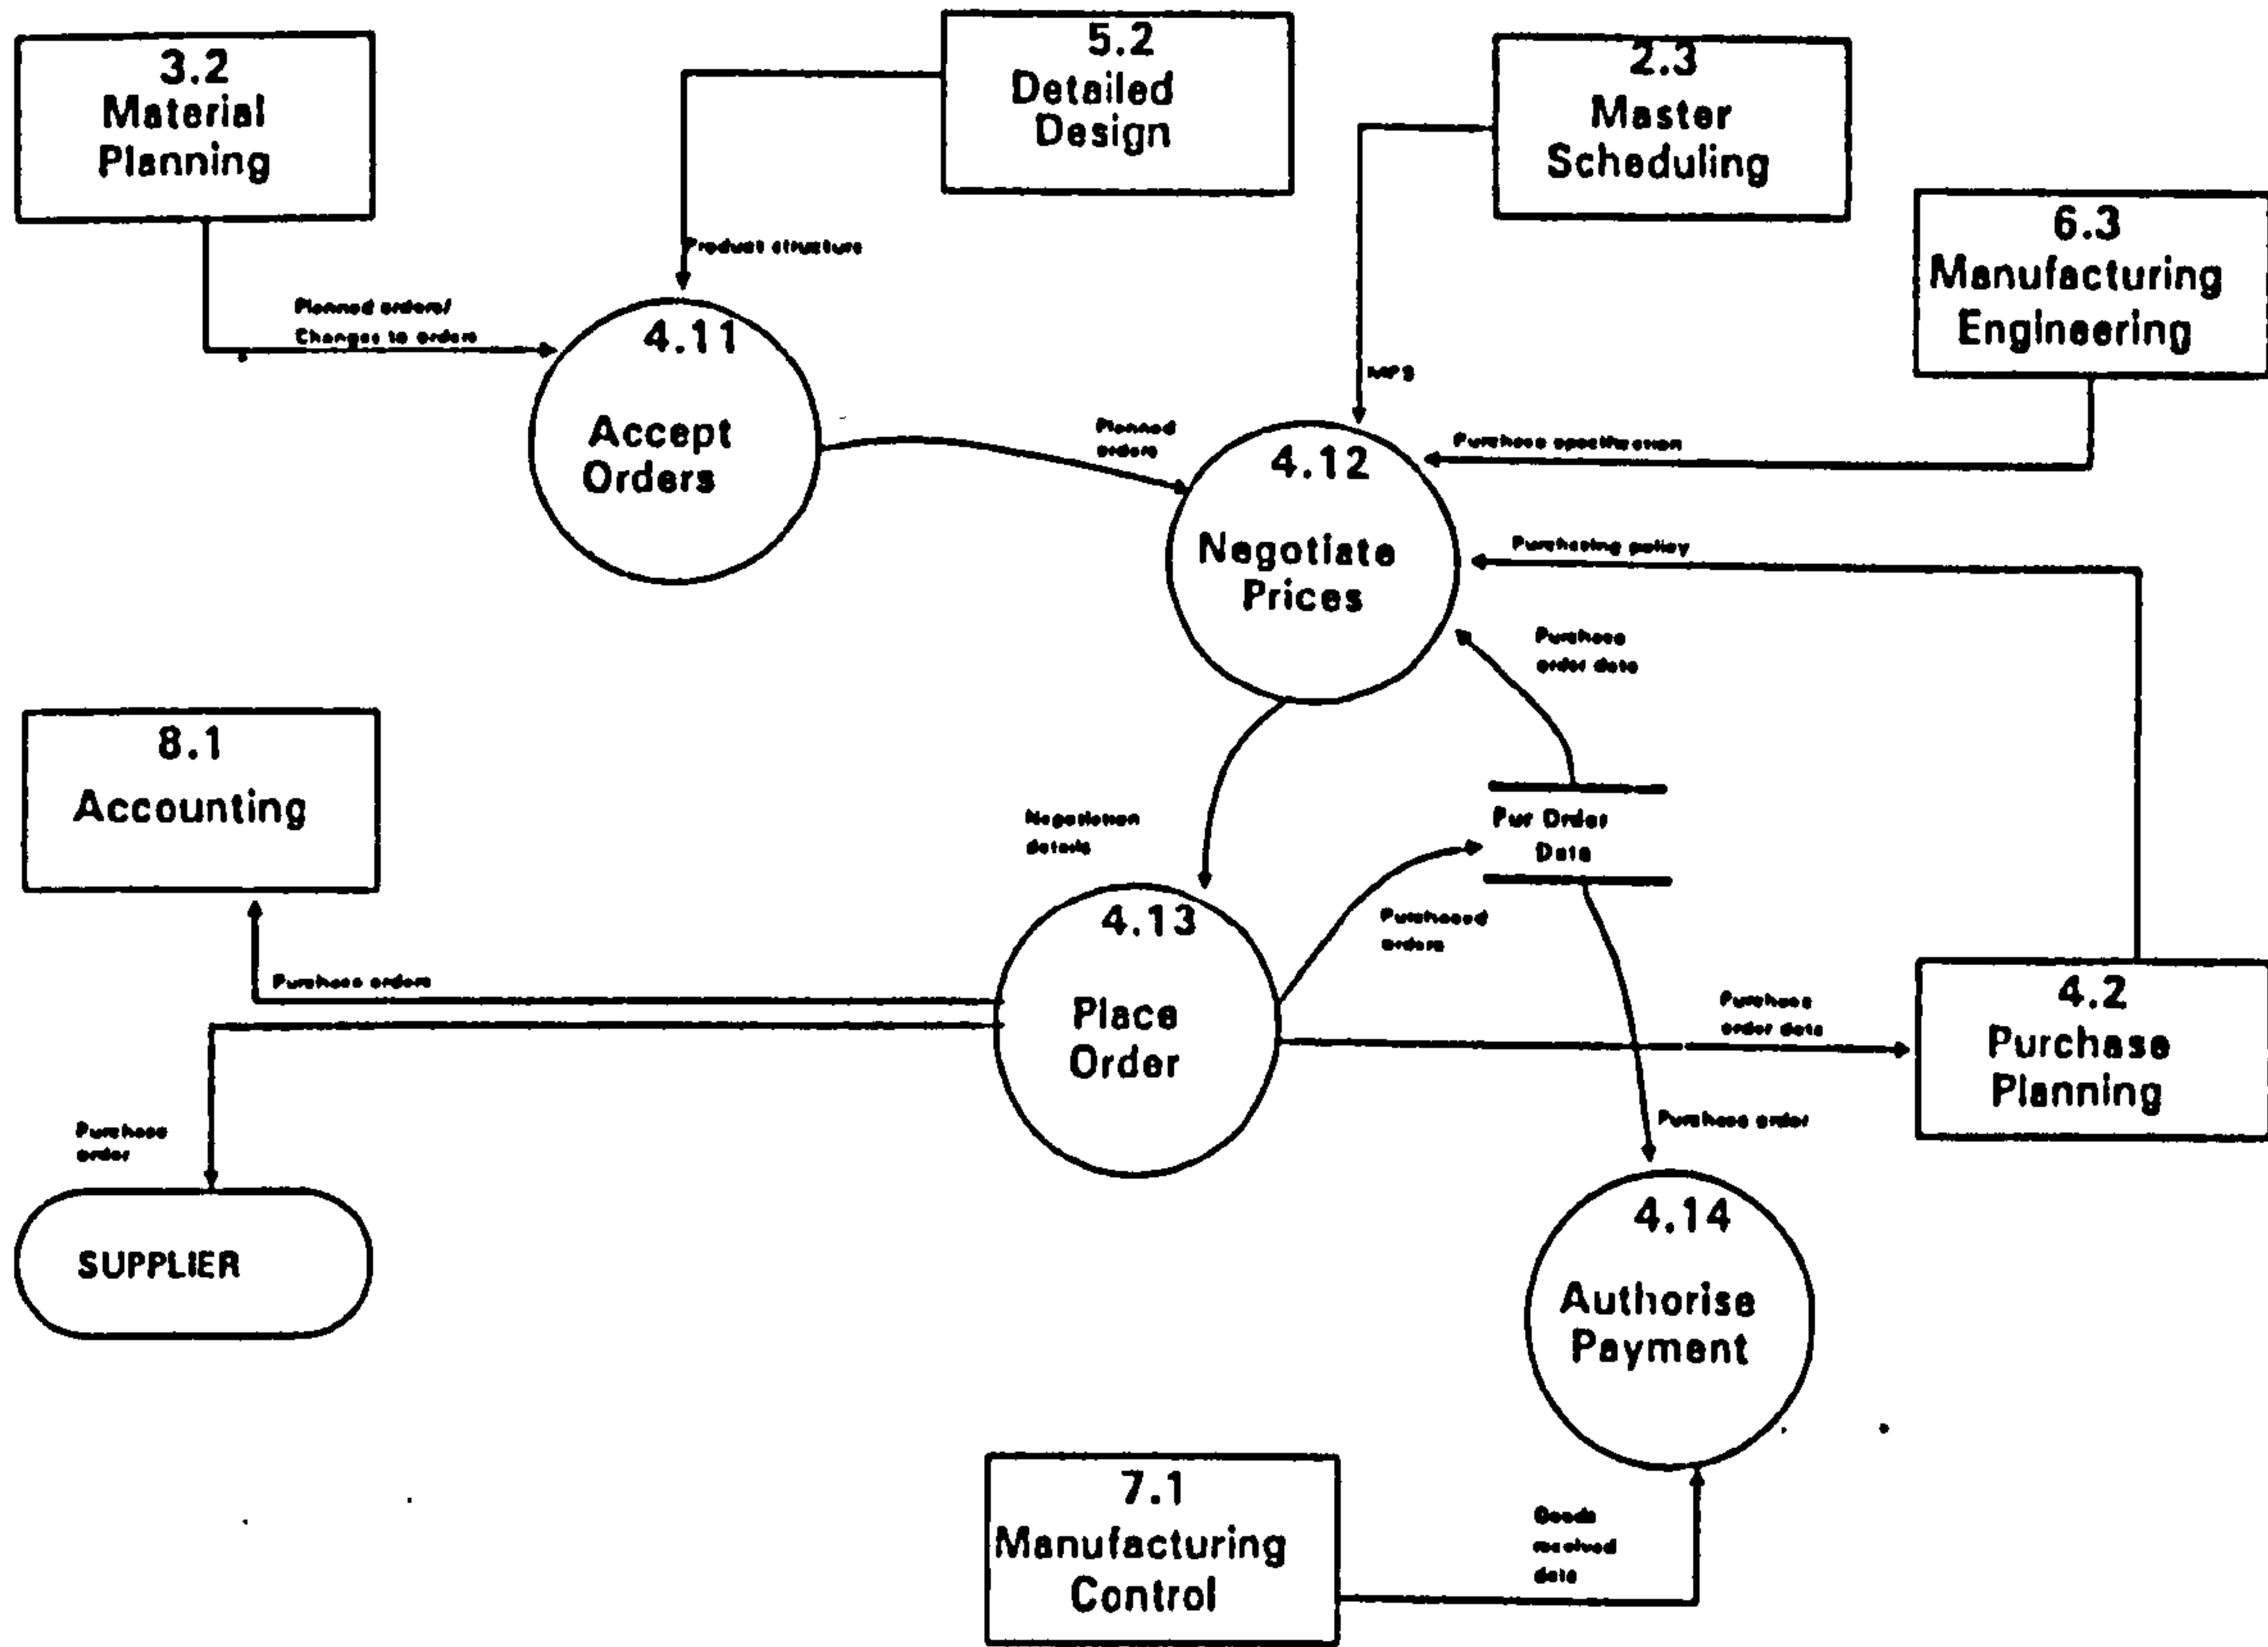 3.2
Material
Planning
5.2
Detailed
Design
2.3
Master
Scheduling
6.3
Manufacturing
Engineering
Product structure
Planned orders/
Changes to orders
4.11
Accept
Orders
MPS
Planned
orders
Purchase specification
4.12
Negotiate
Prices
Purchasing policy
Purchase
order data
8.1
Accounting
Negotiation
details
Pur Order
Data
4.13
Place
Order
Purchased
orders
Purchase orders
Purchase
order data
4.2
Purchase
Planning
Purchase
order
Purchase order
SUPPLIER
4.14
Authorise
Payment
7.1
Manufacturing
Control
Goods
received
data